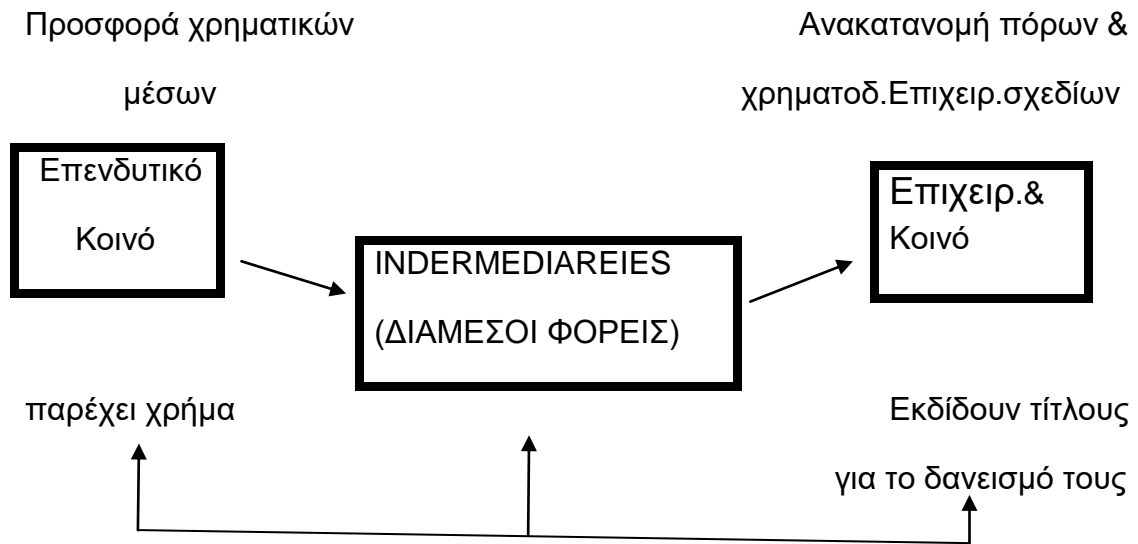 Προσφορά χρηματικών
μέσων
Ανακατανομή πόρων &
χρηματοδ.Επιχειρ.σχεδίων
Επενδυτικό
Κοινό
INDERMEDIAREIES
(ΔΙΑΜΕΣΟΙ ΦΟΡΕΙΣ)
Επιχειρ.&
Κοινό
παρέχει χρήμα
Εκδίδουν τίτλους
για το δανεισμό τους